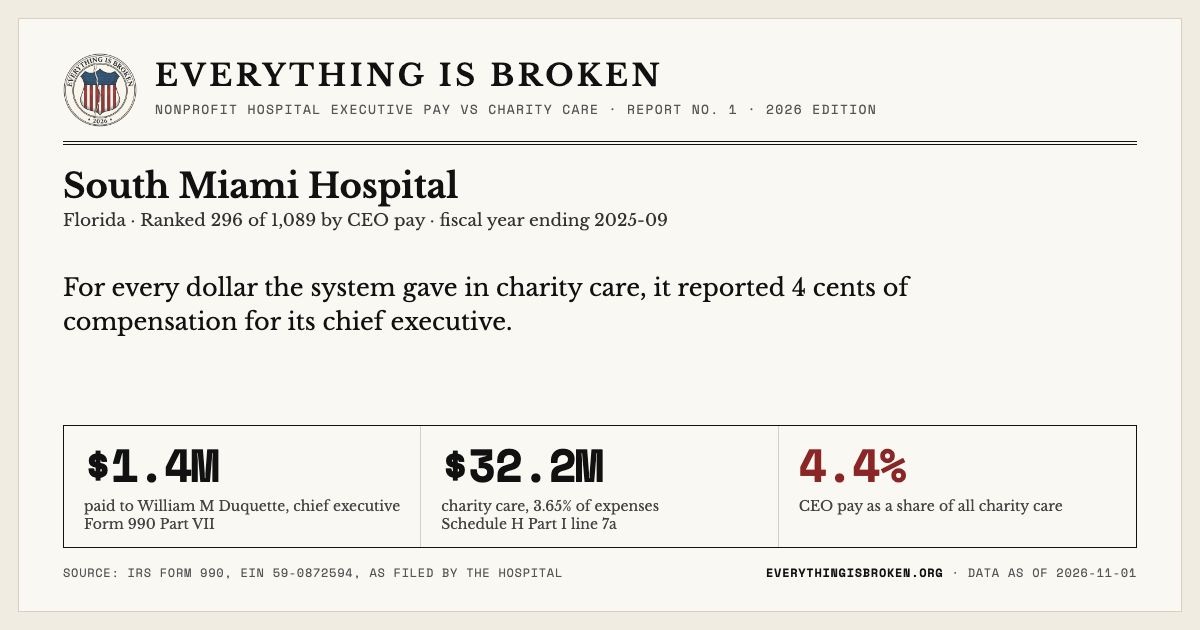 EVERYTHING IS BROKEN
2026
EVERYTHING IS BROKEN
NONPROFIT HOSPITAL EXECUTIVE PAY VS CHARITY CARE · REPORT NO. 1 · 2026 EDITION
South Miami Hospital
Florida · Ranked 296 of 1,089 by CEO pay · fiscal year ending 2025-09
For every dollar the system gave in charity care, it reported 4 cents of
compensation for its chief executive.
$1.4M
paid to William M Duquette, chief executive
Form 990 Part VII
$32.2M
charity care, 3.65% of expenses
Schedule H Part I line 7a
4.4%
CEO pay as a share of all charity care
SOURCE: IRS FORM 990, EIN 59-0872594, AS FILED BY THE HOSPITAL
EVERYTHINGISBROKEN.ORG · DATA AS OF 2026-11-01